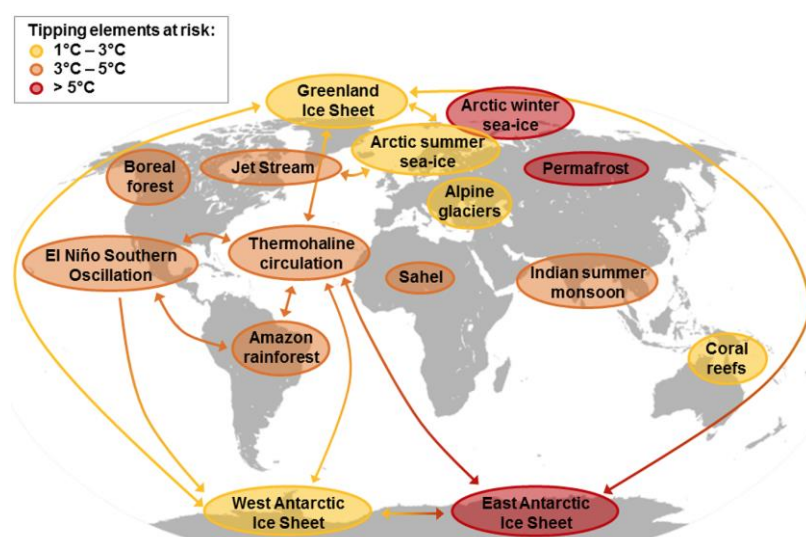 Tipping elements at risk:
1°C – 3°C
3°C – 5°C
> 5°C
Greenland
Ice Sheet
Arctic winter
sea-ice
Arctic summer
sea-ice
Boreal
forest
Jet Stream
Permafrost
Alpine
glaciers
El Niño Southern
Oscillation
Thermohaline
circulation
Sahel
Indian summer
monsoon
Amazon
rainforest
Coral
reefs
West Antarctic
Ice Sheet
East Antarctic
Ice Sheet